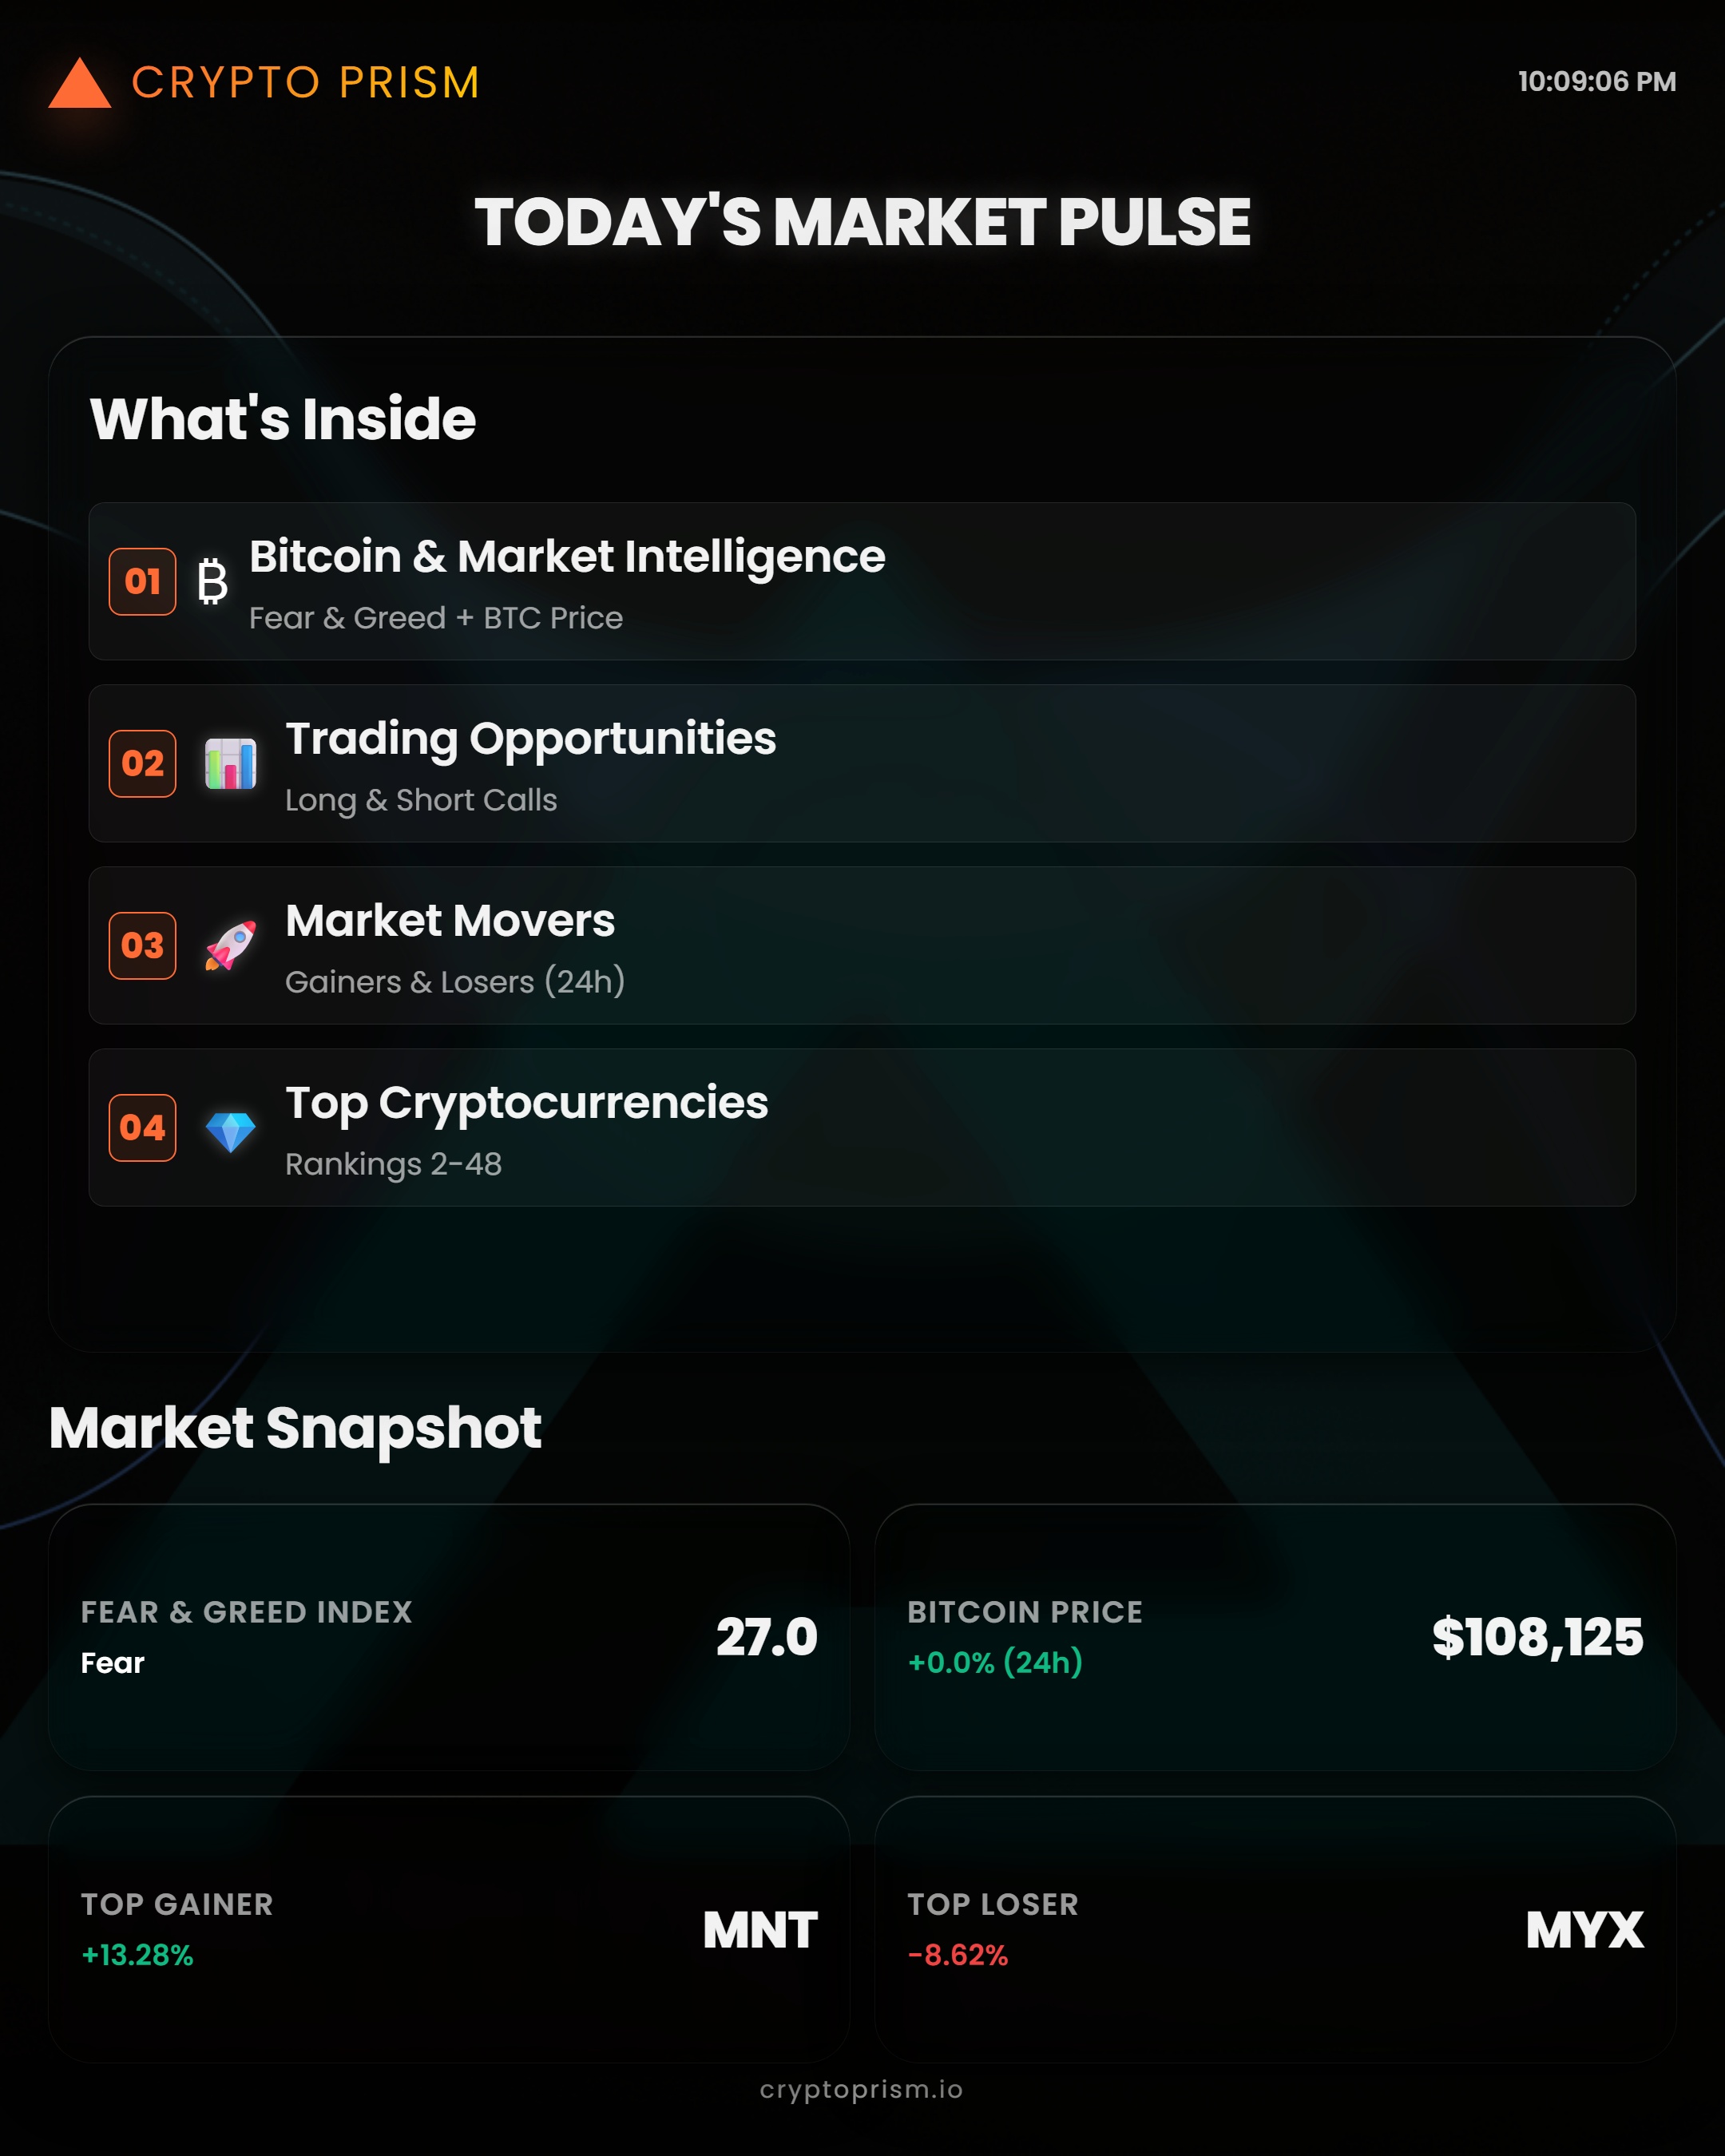 CRYPTO PRISM
10:09:06 PM
TODAY'S MARKET PULSE
What's Inside
01
₿
Bitcoin & Market Intelligence
Fear & Greed + BTC Price
02
Trading Opportunities
Long & Short Calls
03
Market Movers
Gainers & Losers (24h)
04
Top Cryptocurrencies
Rankings 2-48
Market Snapshot
FEAR & GREED INDEX
Fear
27.0
BITCOIN PRICE
+0.0% (24h)
$108,125
TOP GAINER
+13.28%
MNT
TOP LOSER
-8.62%
MYX
cryptoprism.io